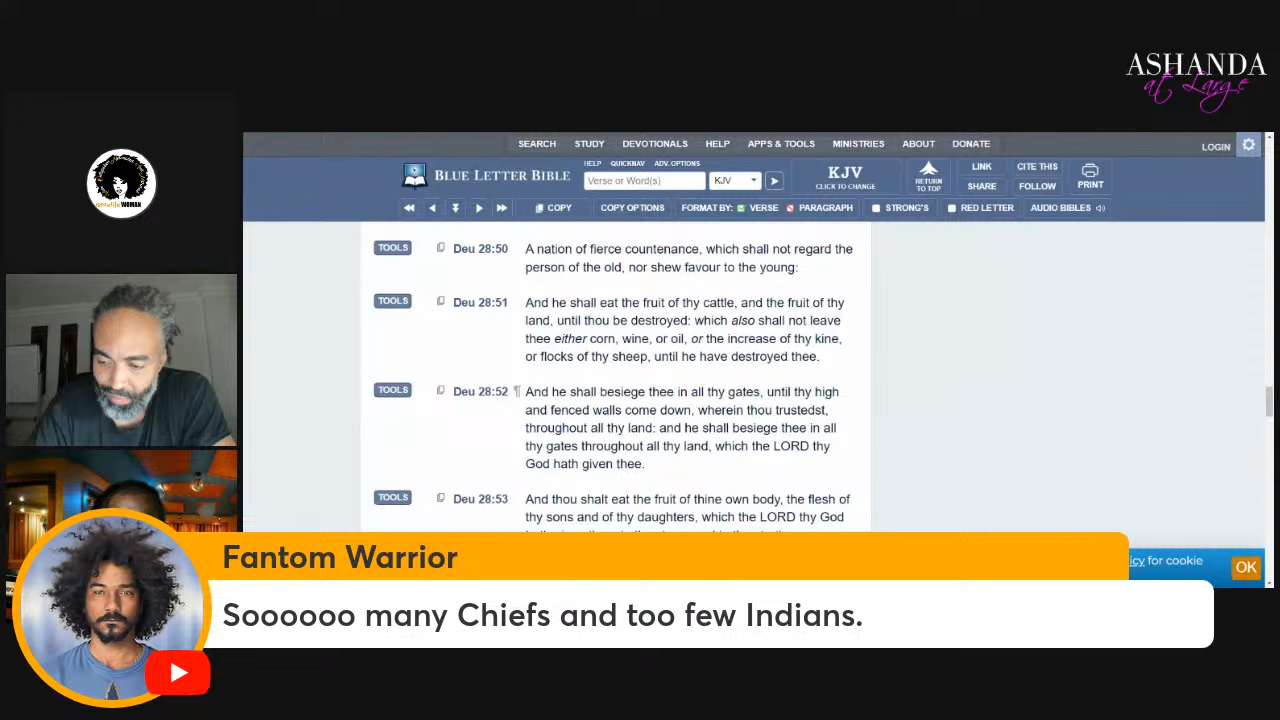 ASHANDA
at Large
SEARCH STUDY DEVOTIONALS HELP APPS & TOOLS MINISTRIES ABOUT DONATE
LOGIN
BLUE LETTER BIBLE
HELP QUICKNAV ADV. OPTIONS
Verse or Word(s)
KJV
KJV
CLICK TO CHANGE
RETURN
TO TOP
LINK
CITE THIS
SHARE
FOLLOW
PRINT
COPY COPY OPTIONS FORMAT BY: VERSE PARAGRAPH STRONG'S RED LETTER AUDIO BIBLES
TOOLS Deu 28:50 A nation of fierce countenance, which shall not regard the
person of the old, nor shew favour to the young:
TOOLS Deu 28:51 And he shall eat the fruit of thy cattle, and the fruit of thy
land, until thou be destroyed: which also shall not leave
thee either corn, wine, or oil, or the increase of thy kine,
or flocks of thy sheep, until he have destroyed thee.
TOOLS Deu 28:52 ¶ And he shall besiege thee in all thy gates, until thy high
and fenced walls come down, wherein thou trustedst,
throughout all thy land: and he shall besiege thee in all
thy gates throughout all thy land, which the LORD thy
God hath given thee.
TOOLS Deu 28:53 And thou shalt eat the fruit of thine own body, the flesh of
thy sons and of thy daughters, which the LORD thy God
icy for cookie
OK
Fantom Warrior
Soooooo many Chiefs and too few Indians.
WOMAN